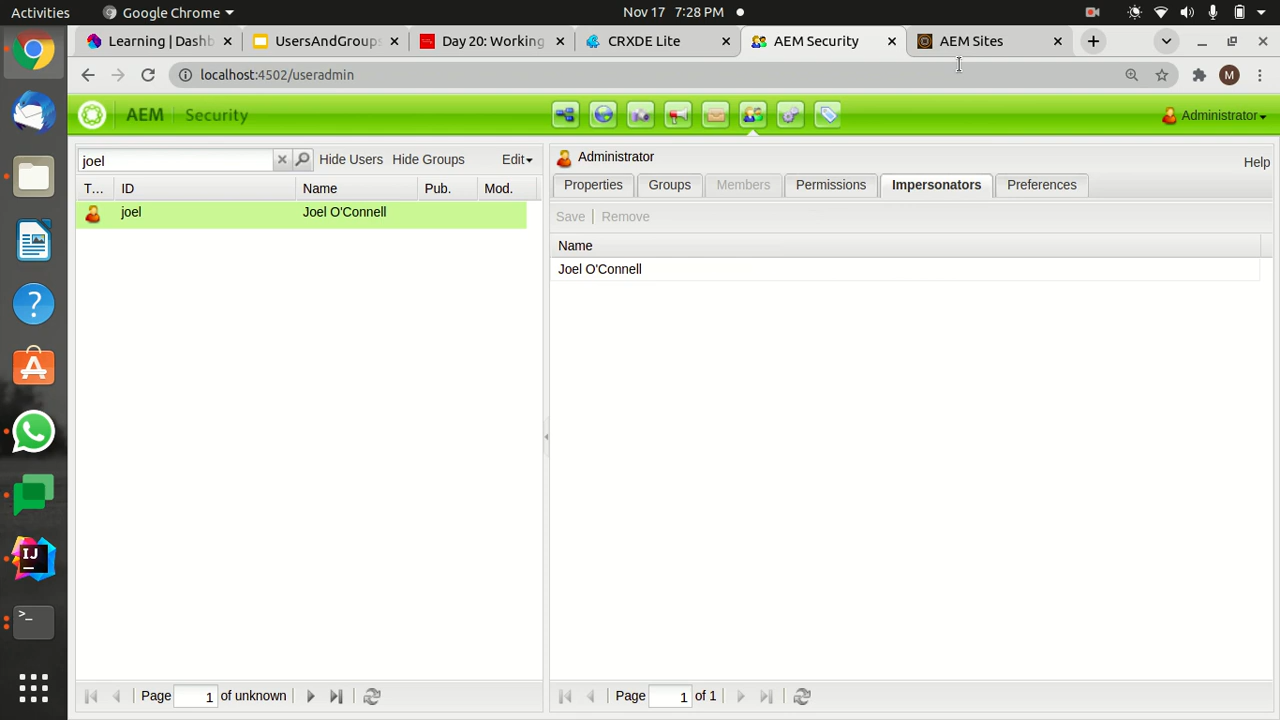 Activities Google Chrome Nov 17 7:28 PM
Learning | Dashb UsersAndGroups Day 20: Working CRXDE Lite AEM Security AEM Sites
localhost:4502/useradmin M
AEM Security Administrator
joel Hide Users Hide Groups Edit
T... ID Name Pub. Mod.
joel Joel O'Connell
Page 1 of unknown
Administrator Help
Properties Groups Members Permissions Impersonators Preferences
Save Remove
Name
Joel O'Connell
Page 1 of 1